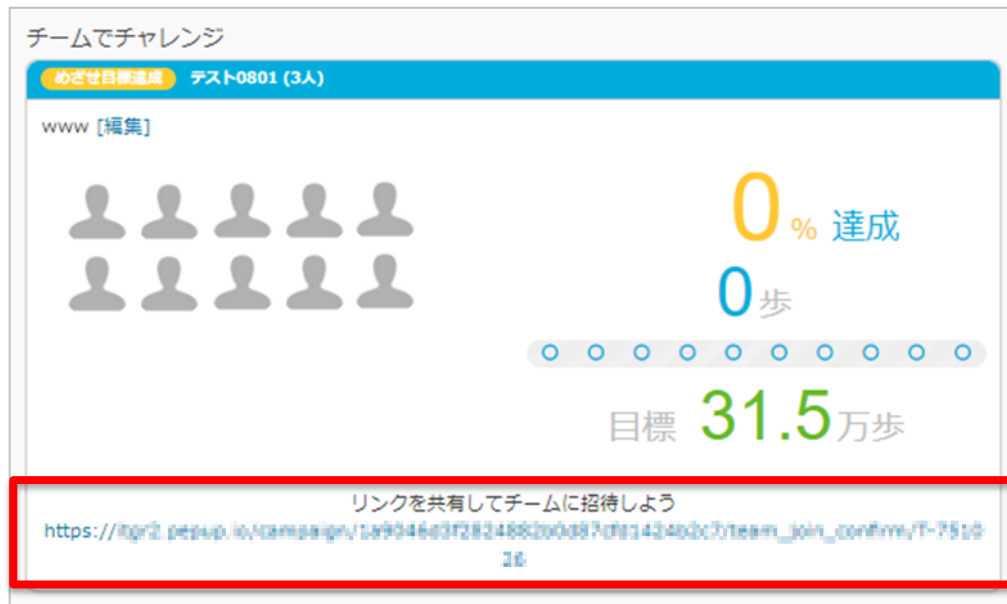 チームでチャレンジ
めざせ目標達成 テスト0801 (3人)
www [編集]
0 % 達成
0 歩
目標 31.5 万歩
リンクを共有してチームに招待しよう
https://